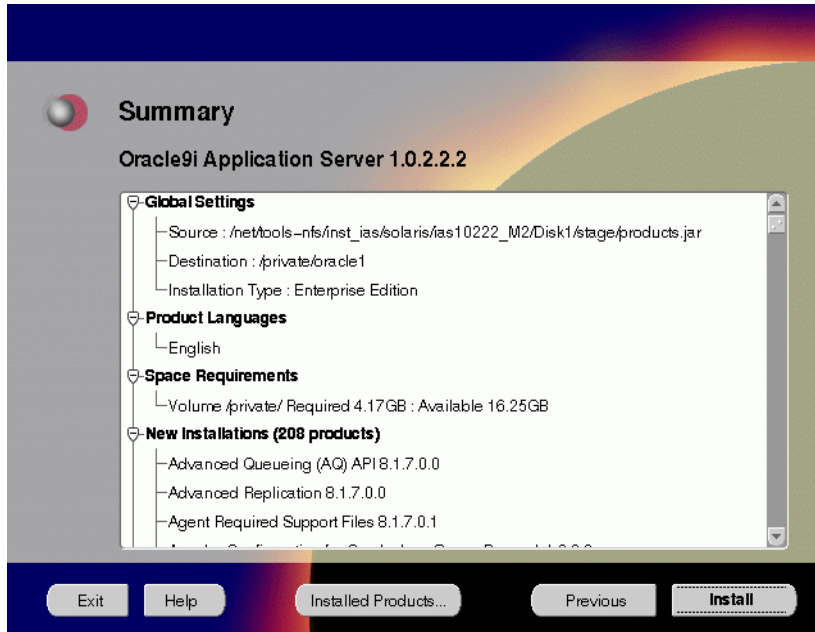 Summary
Oracle9i Application Server 1.0.2.2.2
Global Settings
Source : /net/tools-nfs/inst_ias/solaris/ias10222_M2/Disk1/stage/products.jar
Destination : /private/oracle1
Installation Type : Enterprise Edition
Product Languages
English
Space Requirements
Volume /private/ Required 4.17GB : Available 16.25GB
New Installations (208 products)
Advanced Queueing (AQ) API 8.1.7.0.0
Advanced Replication 8.1.7.0.0
Agent Required Support Files 8.1.7.0.1
Exit
Help
Installed Products...
Previous
Install